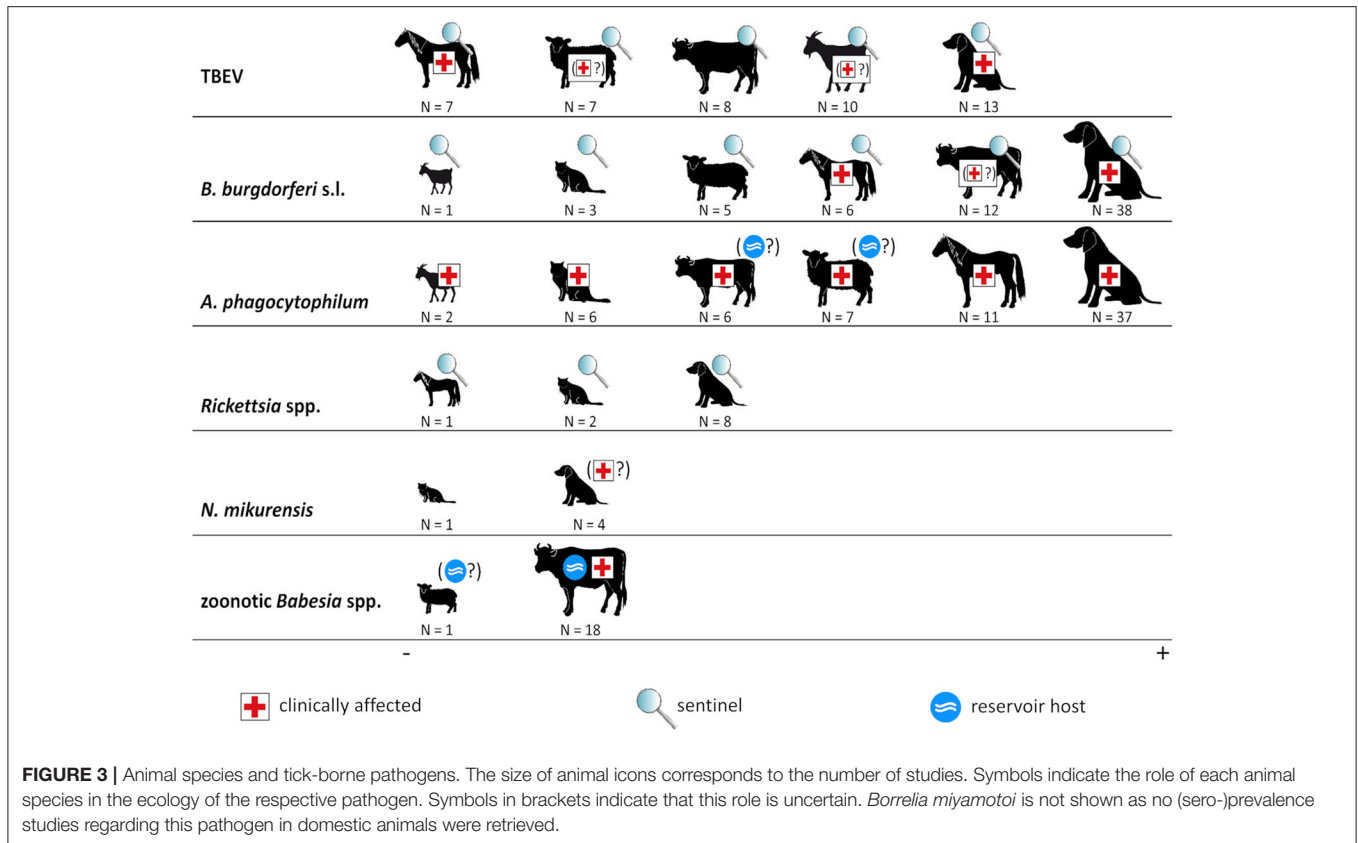 TBEV
(+?)
(+?)
N = 7 N = 7 N = 8 N = 10 N = 13
B. burgdorferi s.l.
(+?)
N = 1 N = 3 N = 5 N = 6 N = 12 N = 38
(≈?) (≈?)
A. phagocytophilum
N = 2 N = 6 N = 6 N = 7 N = 11 N = 37
Rickettsia spp.
N = 1 N = 2 N = 8
(+?)
N. mikurensis
N = 1 N = 4
(≈?)
zoonotic Babesia spp.
N = 1 N = 18
- +
clinically affected sentinel reservoir host
FIGURE 3 | Animal species and tick-borne pathogens. The size of animal icons corresponds to the number of studies. Symbols indicate the role of each animal
species in the ecology of the respective pathogen. Symbols in brackets indicate that this role is uncertain. Borrelia miyamotoi is not shown as no (sero-)prevalence
studies regarding this pathogen in domestic animals were retrieved.